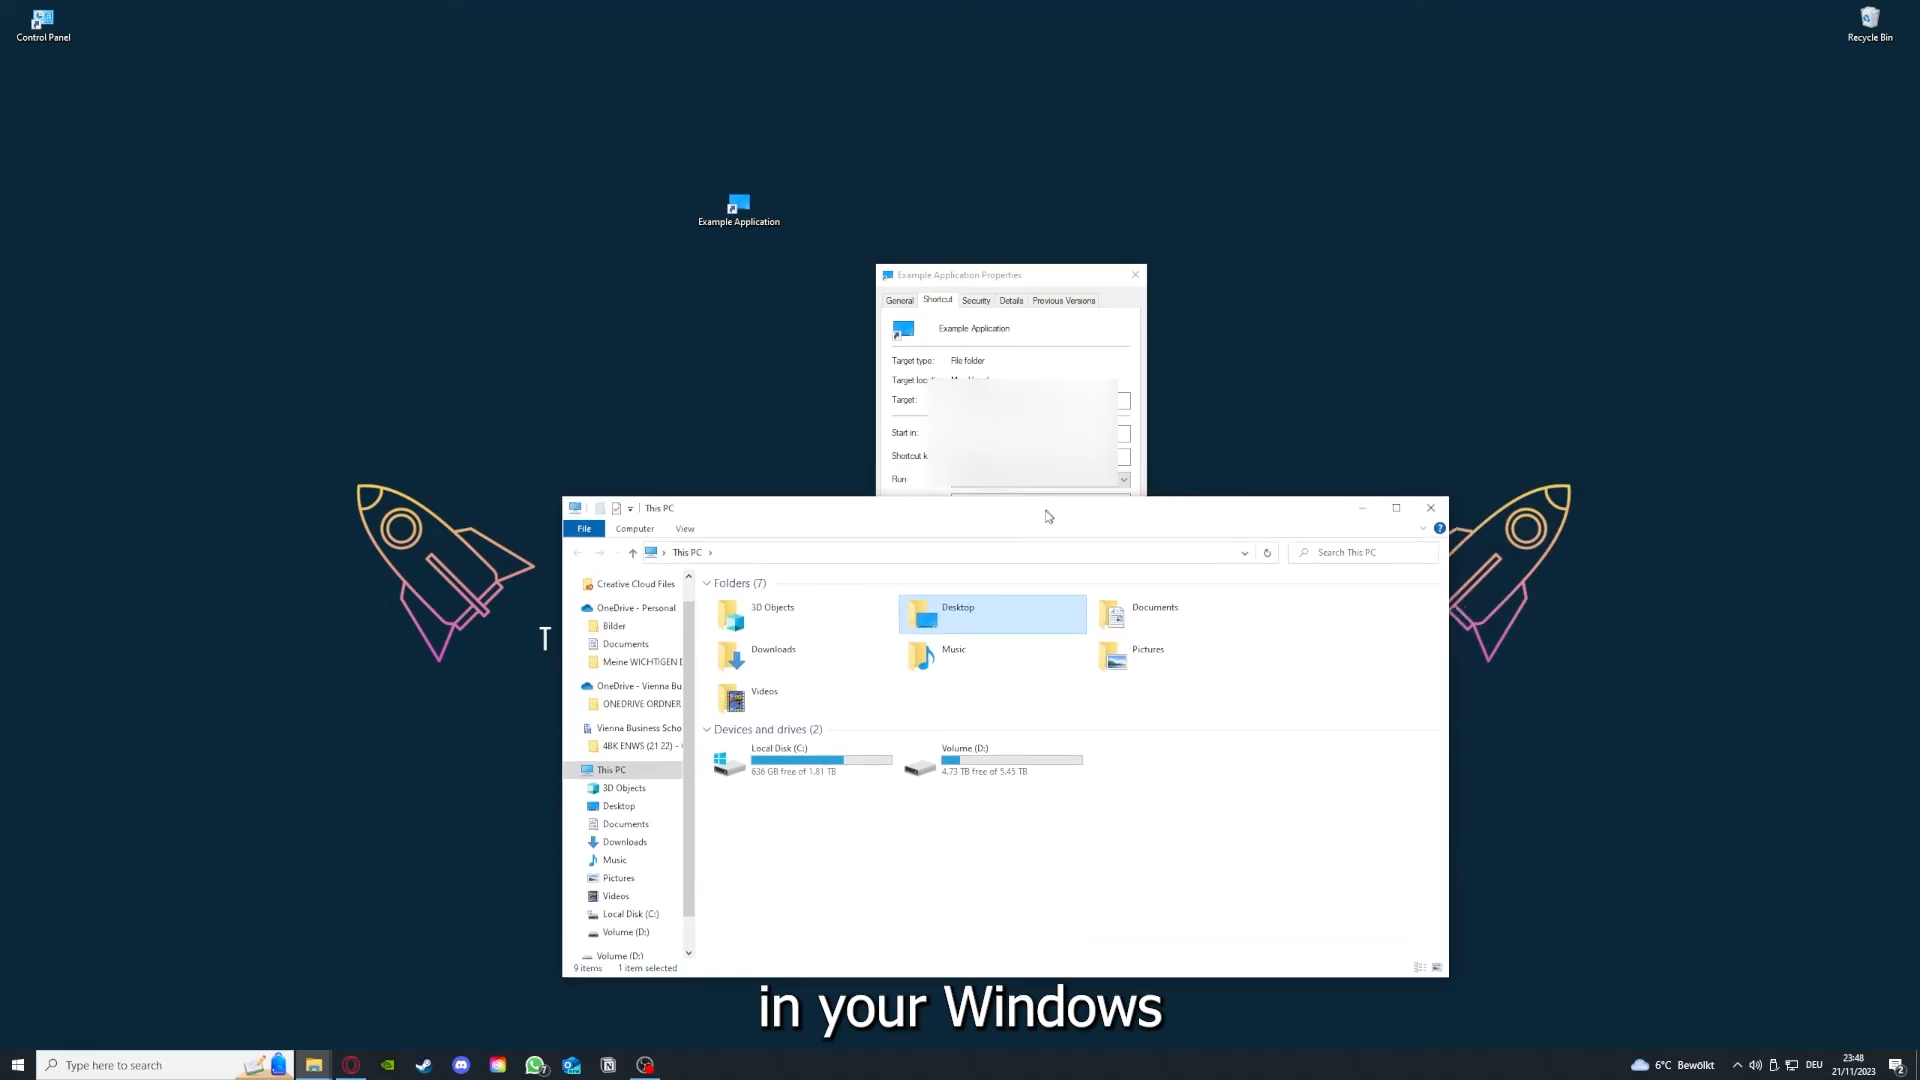 Control Panel
Recycle Bin
Example Application
Example Application Properties
General Shortcut Security Details Previous Versions
Example Application
Target type: File folder
Target
Target:
Start in:
Shortcut
Run:
This PC
File Computer View
This PC
Search This PC
Creative Cloud Files
OneDrive - Personal
Bilder
Documents
Meine WICHTIGEN
OneDrive - Vienna Bu
ONEDRIVE ORDNER
Vienna Business Scho
4BK ENWS (21 22) -
This PC
3D Objects
Desktop
Documents
Downloads
Music
Pictures
Videos
Local Disk (C:)
Volume (D:)
Volume (D:)
Folders (7)
3D Objects
Desktop
Documents
Downloads
Music
Pictures
Videos
Devices and drives (2)
Local Disk (C:)
636 GB free of 1.81 TB
Volume (D:)
4.73 TB free of 5.45 TB
9 items 1 item selected
T
in your Windows
Type here to search
7
6°C Bewölkt
DEU
23:48
21/11/2023
2